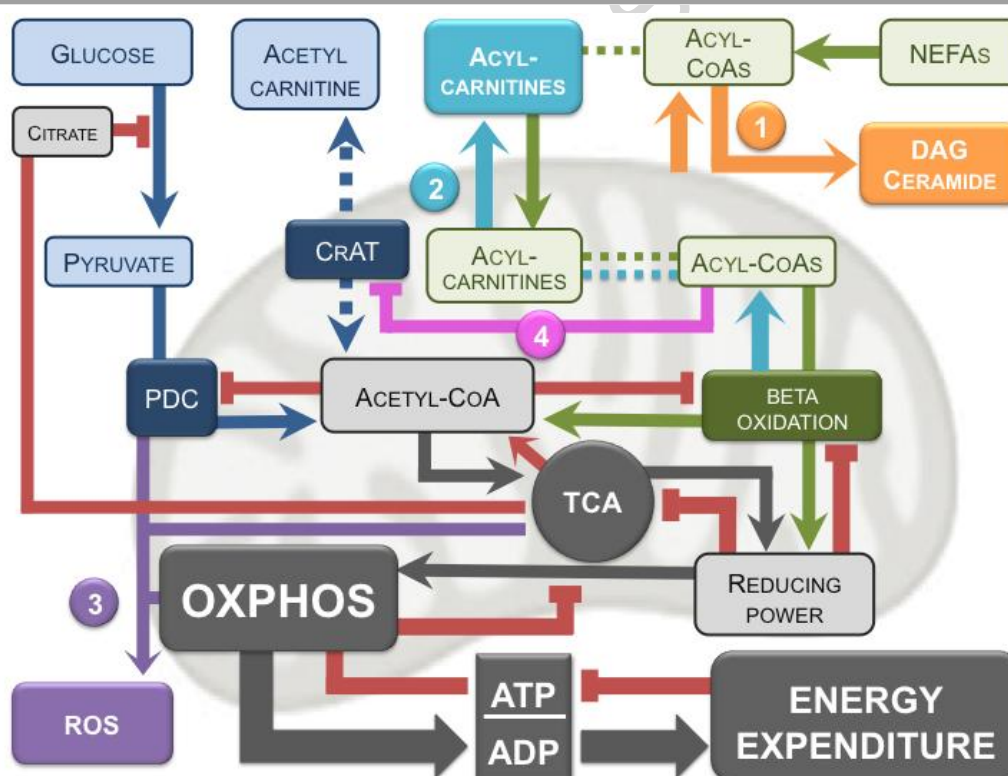 GLUCOSE
ACETYL
CARNITINE
ACYL-
CARNITINES
ACYL-
COAS
NEFAS
CITRATE
1
DAG
CERAMIDE
2
PYRUVATE
CRAT
ACYL-
CARNITINES
ACYL-COAS
4
PDC
ACETYL-COA
BETA
OXIDATION
TCA
OXPHOS
REDUCING
POWER
3
ROS
ATP
ADP
ENERGY
EXPENDITURE